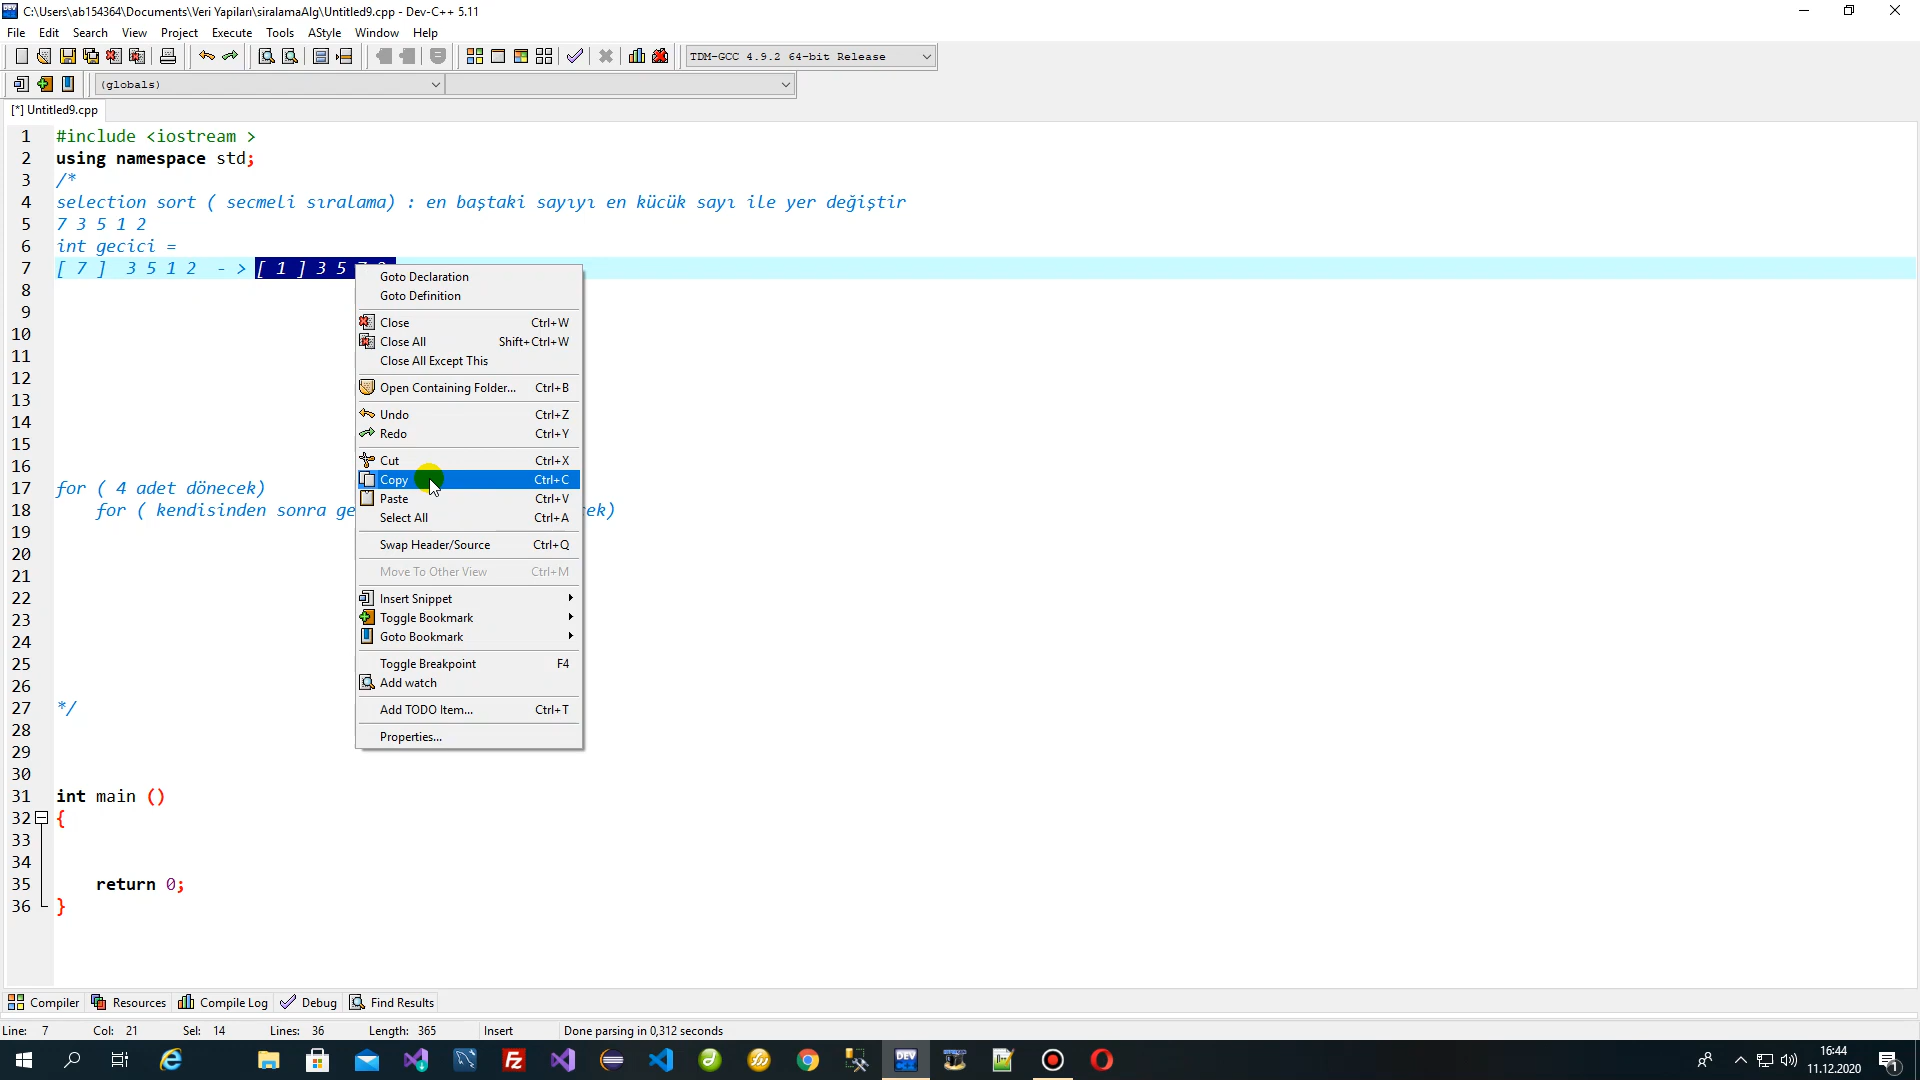 C:\Users\ab154364\Documents\Veri Yapıları\siralamaAlg\Untitled9.cpp - Dev-C++ 5.11
File Edit Search View Project Execute Tools AStyle Window Help
TDM-GCC 4.9.2 64-bit Release
(globals)
[*] Untitled9.cpp
1 #include <iostream >
2 using namespace std;
3 /*
4 selection sort ( secmeli sıralama) : en baştaki sayıyı en kücük sayı ile yer değiştir
5 7 3 5 1 2
6 int gecici =
7 [ 7 ]  3 5 1 2  - > [ 1 ] 3 5
8
9
10
11
12
13
14
15
16
17 for ( 4 adet dönecek)
18 for ( kendisinden sonra
19
20
21
22
23
24
25
26
27 */
28
29
30
31 int main ()
32 {
33
34
35 return 0;
36 }
Goto Declaration
Goto Definition
Close Ctrl+W
Close All Shift+Ctrl+W
Close All Except This
Open Containing Folder... Ctrl+B
Undo Ctrl+Z
Redo Ctrl+Y
Cut Ctrl+X
Copy Ctrl+C
Paste Ctrl+V
Select All Ctrl+A
Swap Header/Source Ctrl+Q
Move To Other View Ctrl+M
Insert Snippet
Toggle Bookmark
Goto Bookmark
Toggle Breakpoint F4
Add watch
Add TODO Item... Ctrl+T
Properties...
Compiler Resources Compile Log Debug Find Results
Line: 7 Col: 21 Sel: 14 Lines: 36 Length: 365 Insert Done parsing in 0,312 seconds
DEV
16:44
11.12.2020
1